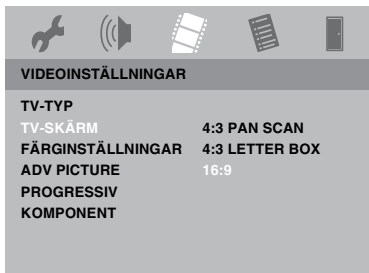 VIDEOINSTÄLLNINGAR
TV-TYP
TV-SKÄRM 4:3 PAN SCAN
FÄRGINSTÄLLNINGAR 4:3 LETTER BOX
ADV PICTURE 16:9
PROGRESSIV
KOMPONENT